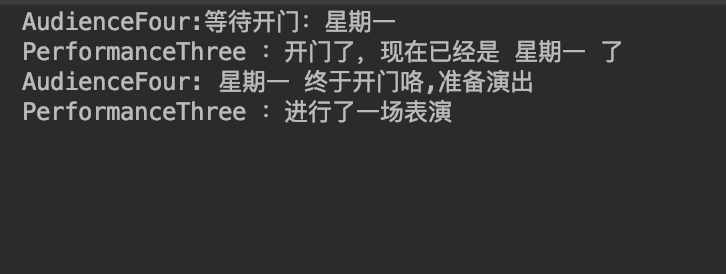 AudienceFour:等待开门：星期一
PerformanceThree : 开门了，现在已经是 星期一 了
AudienceFour: 星期一 终于开门咯,准备演出
PerformanceThree : 进行了一场表演